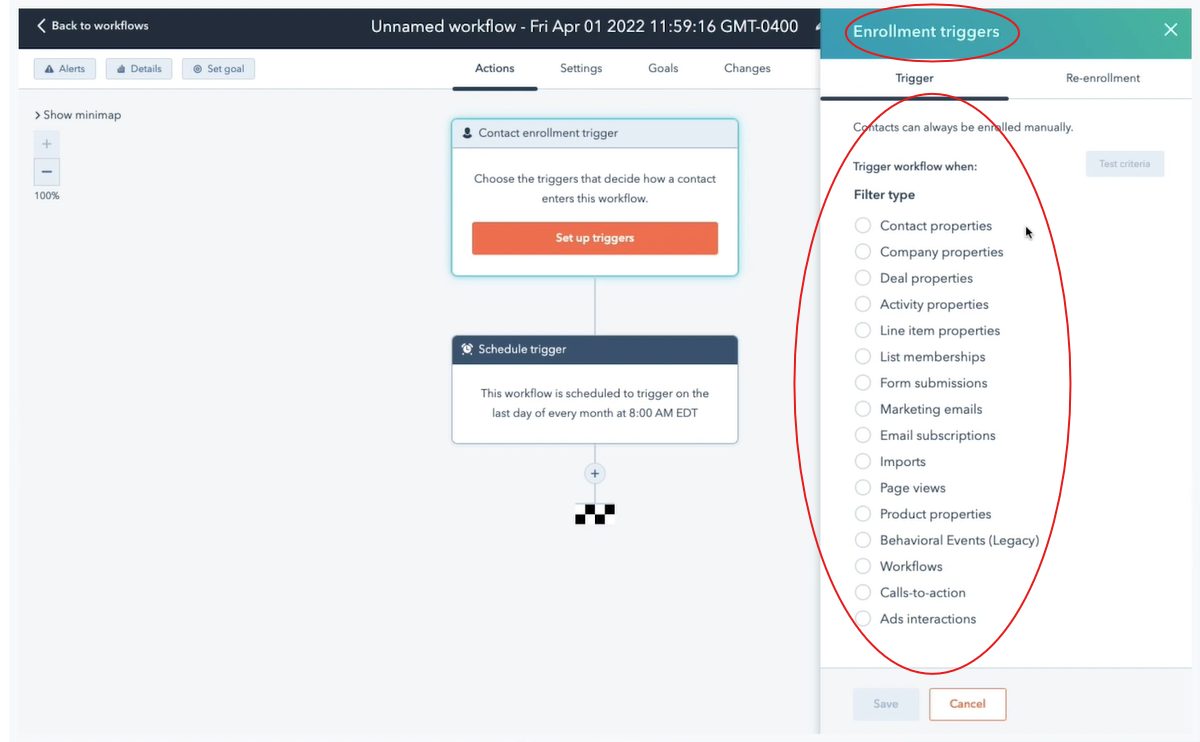 Back to workflows
Unnamed workflow - Fri Apr 01 2022 11:59:16 GMT-0400
Enrollment triggers
Alerts
Details
Set goal
Actions
Settings
Goals
Changes
Trigger
Re-enrollment
Show minimap
+
−
100%
Contact enrollment trigger
Choose the triggers that decide how a contact
enters this workflow.
Set up triggers
Schedule trigger
This workflow is scheduled to trigger on the
last day of every month at 8:00 AM EDT
+
Contacts can always be enrolled manually.
Trigger workflow when:
Test criteria
Filter type
Contact properties
Company properties
Deal properties
Activity properties
Line item properties
List memberships
Form submissions
Marketing emails
Email subscriptions
Imports
Page views
Product properties
Behavioral Events (Legacy)
Workflows
Calls-to-action
Ads interactions
Save
Cancel